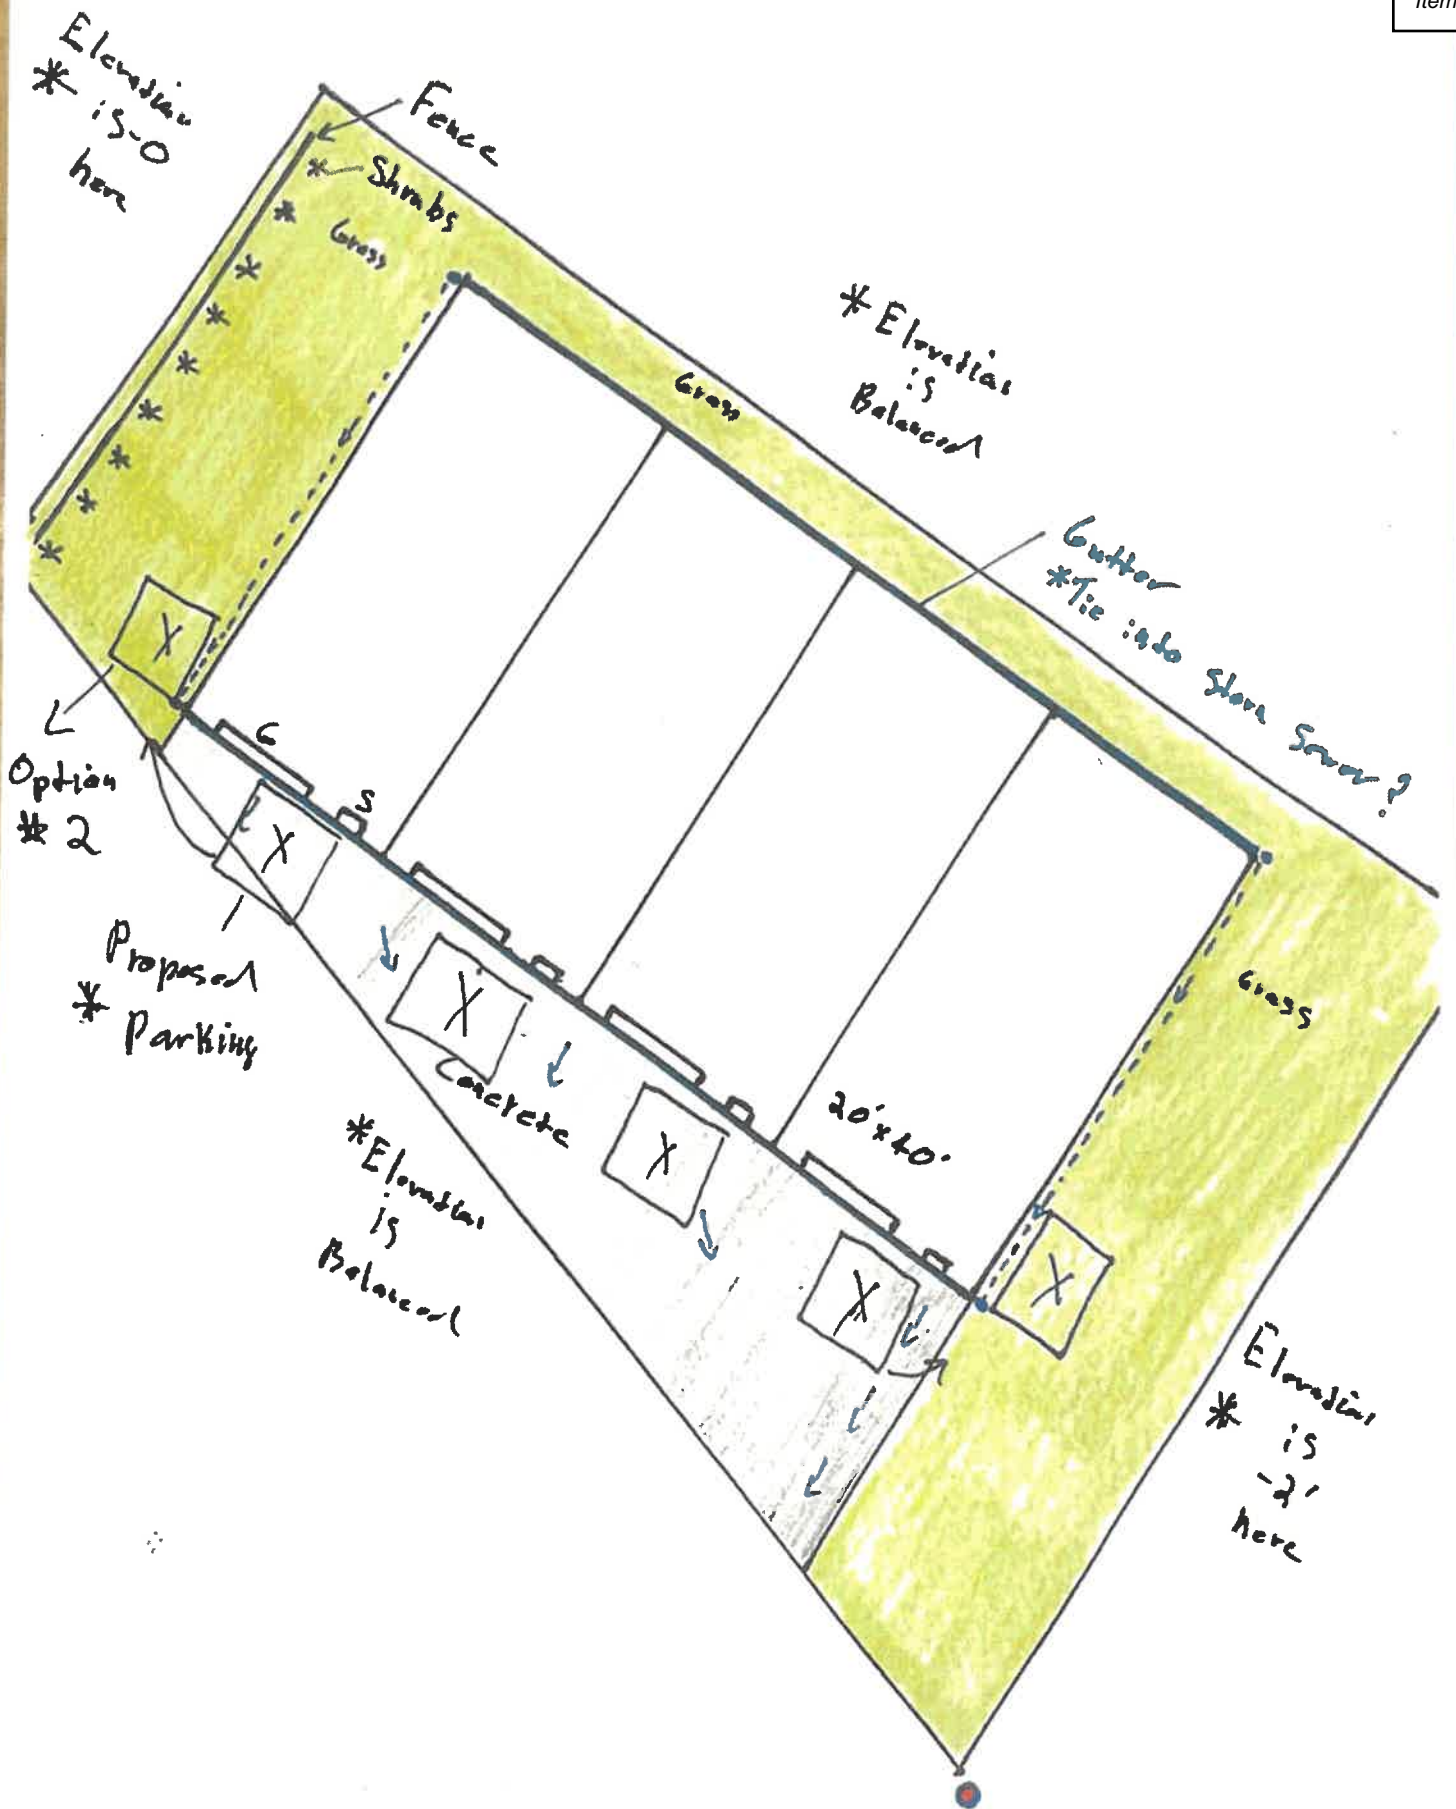 Item
Elevation
* is -0
here
Fence
Shrubs
Grass
* Elevation
is
Balanced
Grass
Gutter
*Tie into Storm Sewer?
G
S
Option
# 2
Proposed
* Parking
X
X
X
X
X
X
Concrete
*Elevation
is
Balanced
20'x40'
Grass
Elevation
* is
-2'
here